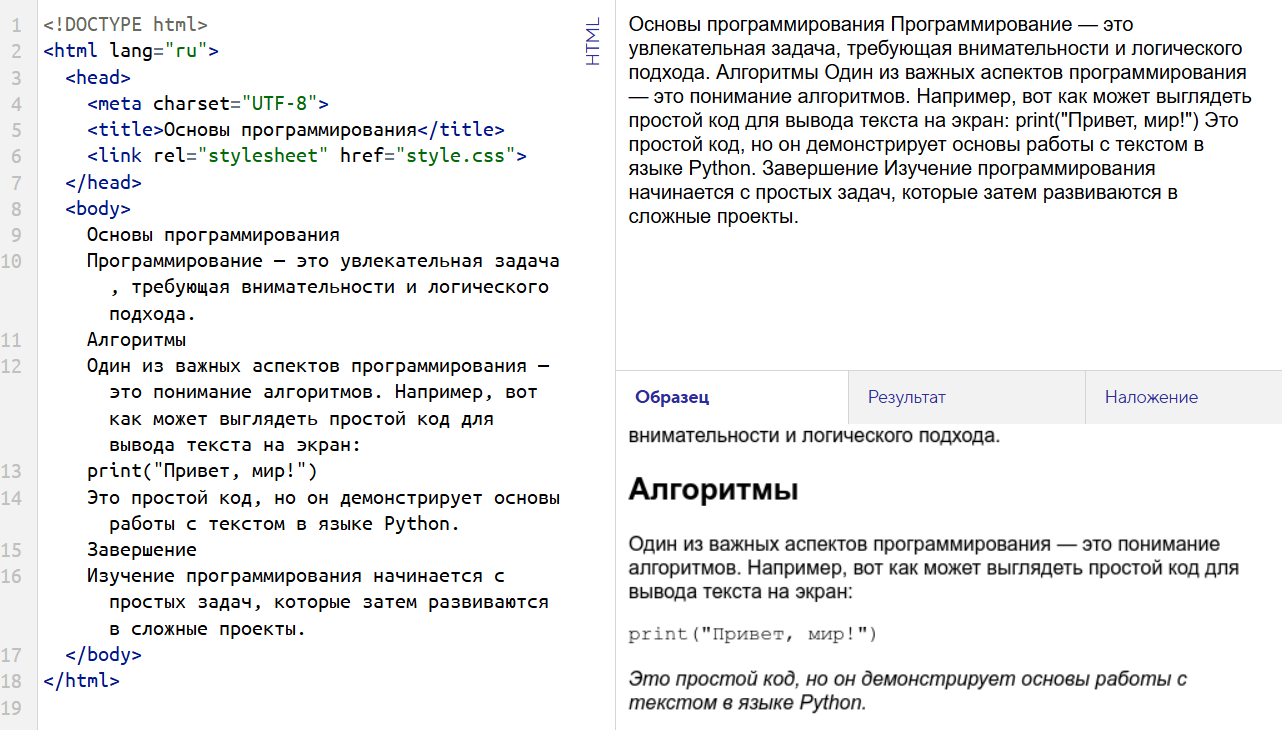 1 <!DOCTYPE html>
2 <html lang="ru">
3 <head>
4 <meta charset="UTF-8">
5 <title>Основы программирования</title>
6 <link rel="stylesheet" href="style.css">
7 </head>
8 <body>
9 Основы программирования
10 Программирование — это увлекательная задача
, требующая внимательности и логического
подхода.
11 Алгоритмы
12 Один из важных аспектов программирования —
это понимание алгоритмов. Например, вот
как может выглядеть простой код для
вывода текста на экран:
13 print("Привет, мир!")
14 Это простой код, но он демонстрирует основы
работы с текстом в языке Python.
15 Завершение
16 Изучение программирования начинается с
простых задач, которые затем развиваются
в сложные проекты.
17 </body>
18 </html>
19
HTML
Основы программирования Программирование — это
увлекательная задача, требующая внимательности и логического
подхода. Алгоритмы Один из важных аспектов программирования
— это понимание алгоритмов. Например, вот как может выглядеть
простой код для вывода текста на экран: print("Привет, мир!") Это
простой код, но он демонстрирует основы работы с текстом в
языке Python. Завершение Изучение программирования
начинается с простых задач, которые затем развиваются в
сложные проекты.
Образец
Результат
Наложение
внимательности и логического подхода.
Алгоритмы
Один из важных аспектов программирования — это понимание
алгоритмов. Например, вот как может выглядеть простой код для
вывода текста на экран:
print("Привет, мир!")
Это простой код, но он демонстрирует основы работы с
текстом в языке Python.